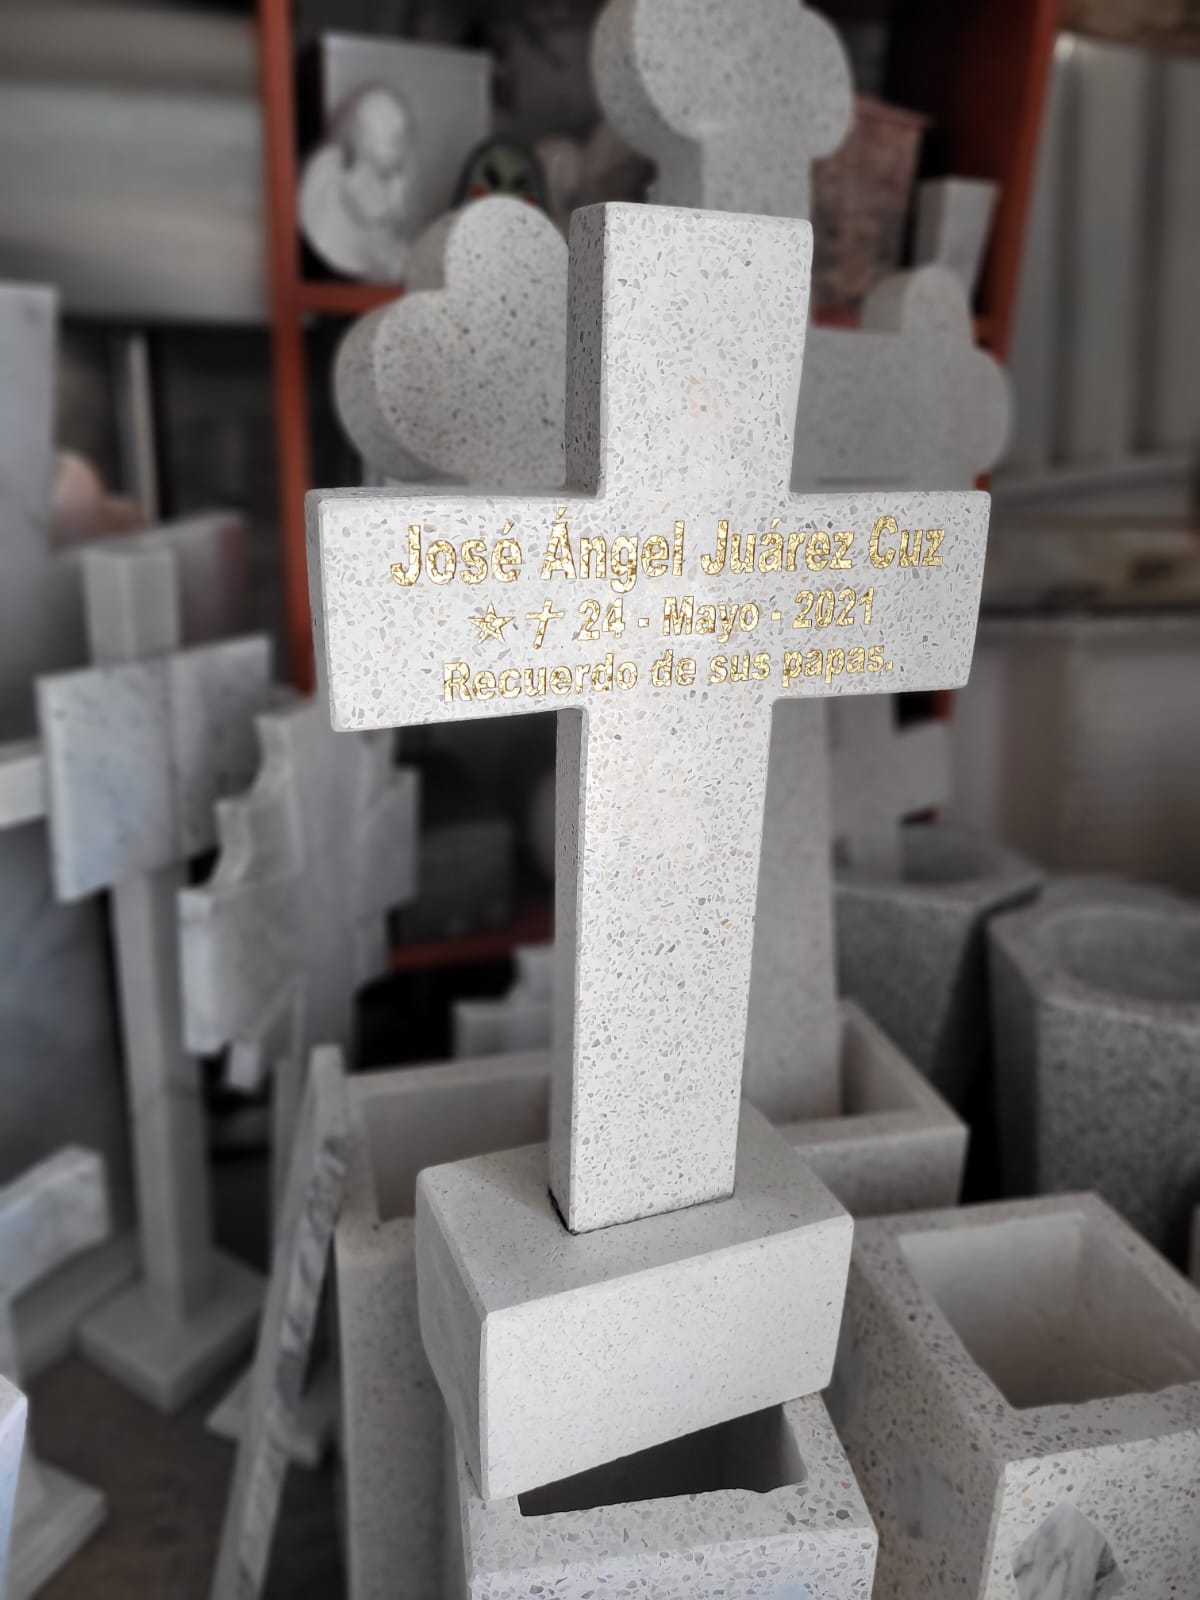 José Ángel Juárez Cuz
☆ † 24 - Mayo - 2021
Recuerdo de sus papas.